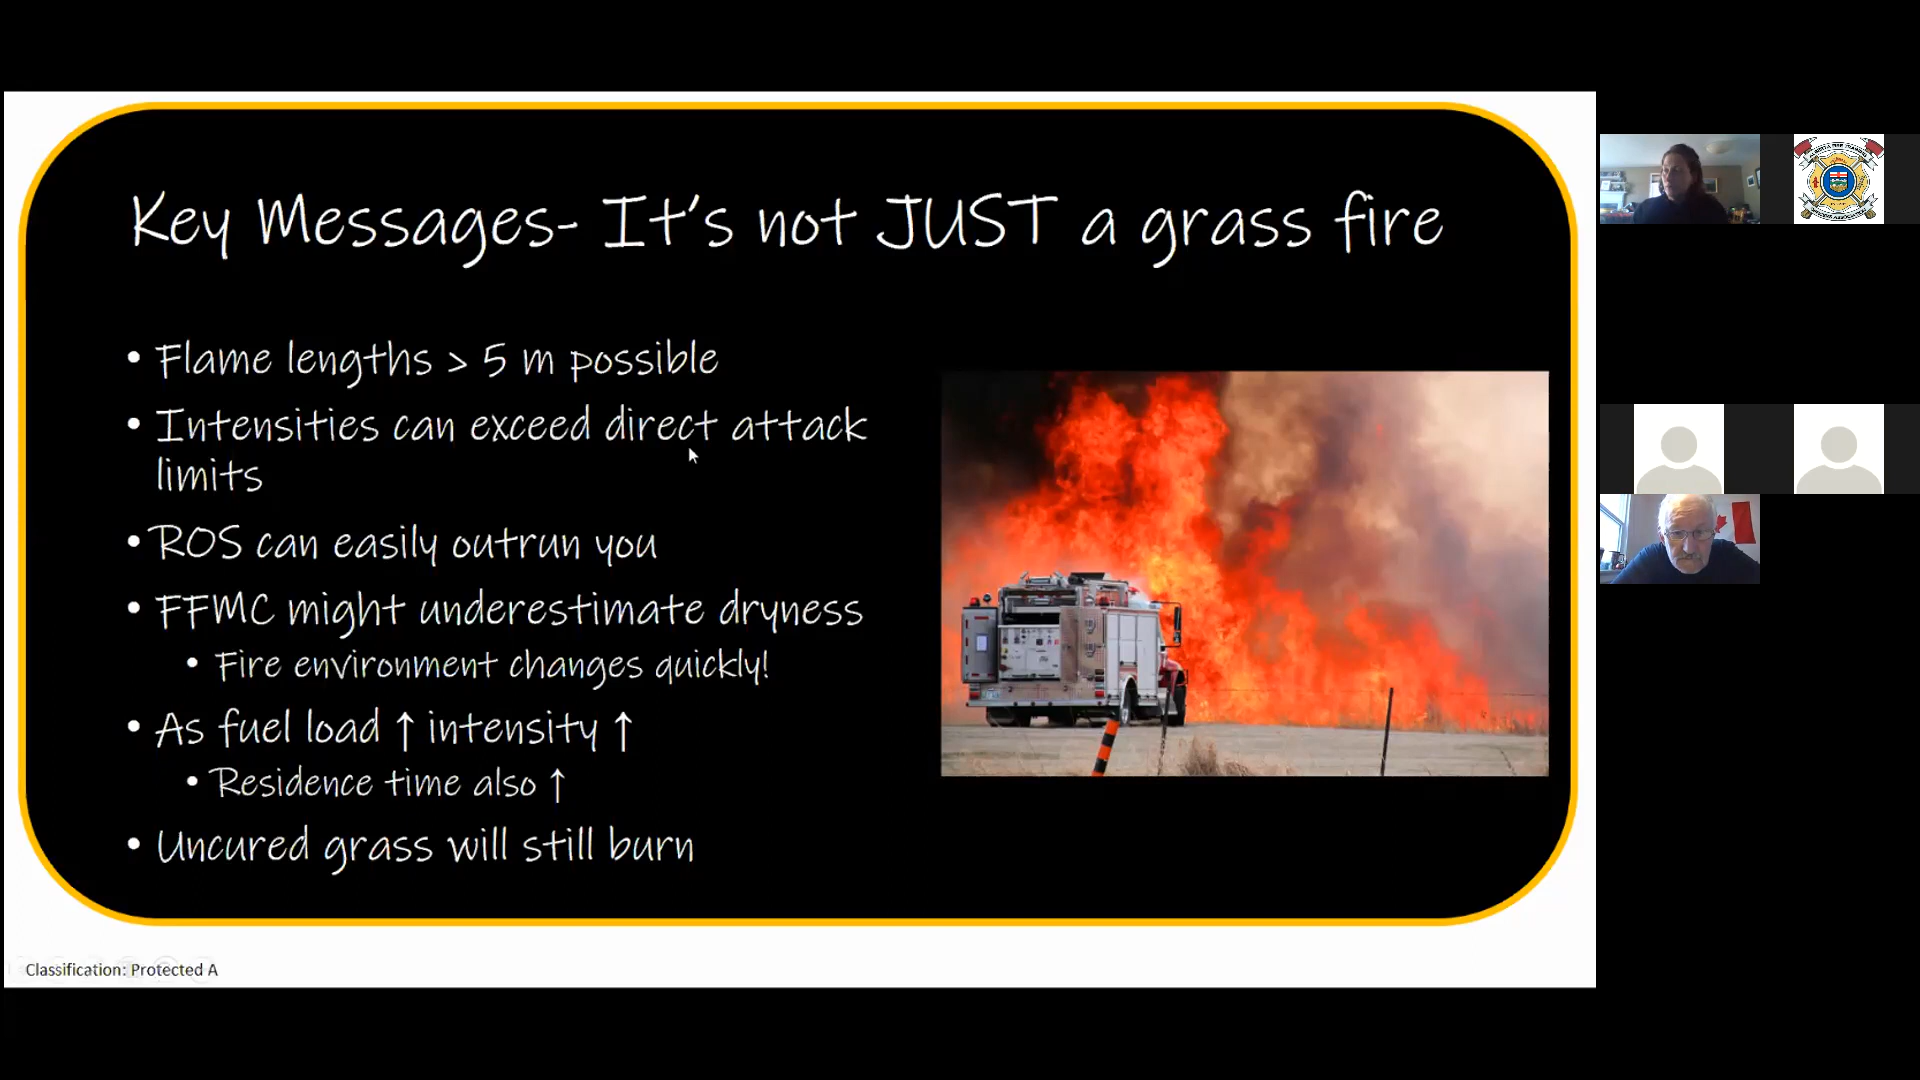 Key Messages- It's not JUST a grass fire
• Flame lengths > 5 m possible
• Intensities can exceed direct attack
limits
• ROS can easily outrun you
• FFMC might underestimate dryness
• Fire environment changes quickly!
• As fuel load ↑ intensity ↑
• Residence time also ↑
• Uncured grass will still burn
Classification: Protected A